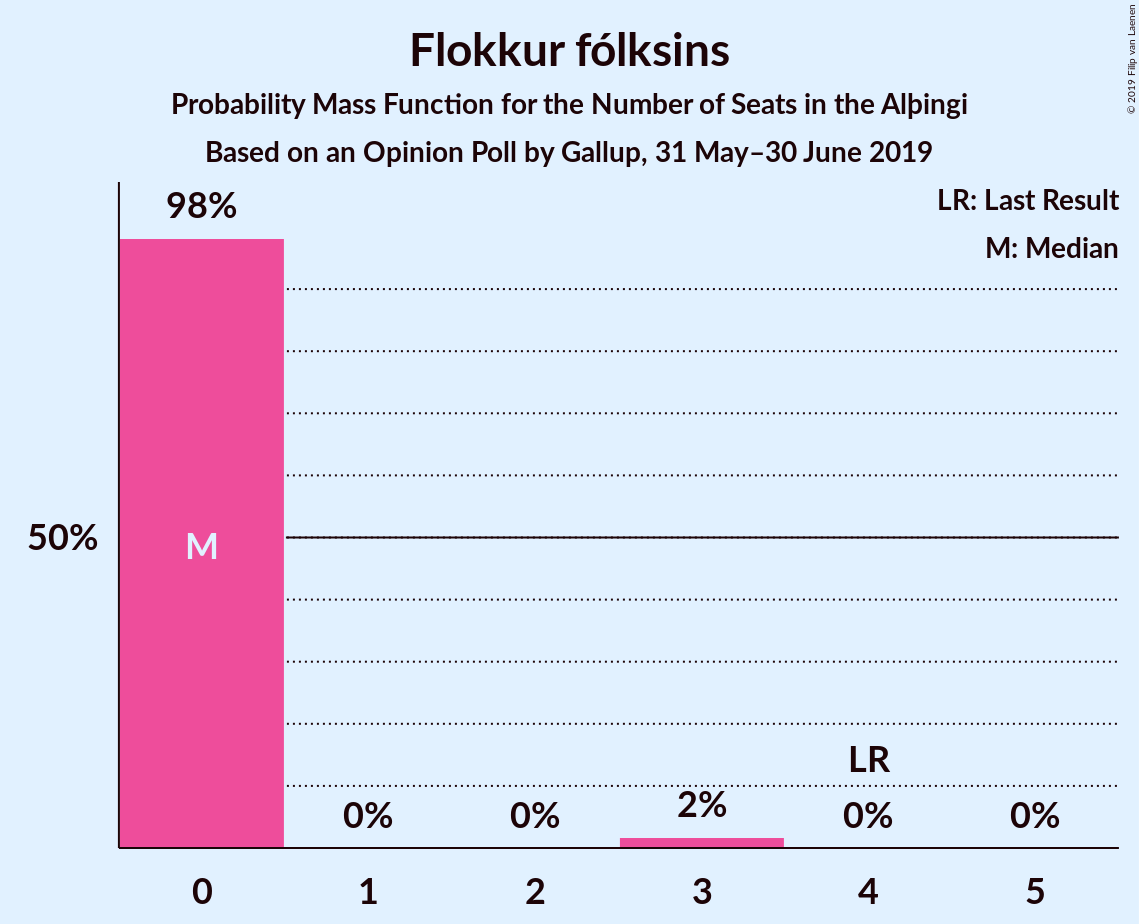 Flokkur fólksins
Probability Mass Function for the Number of Seats in the Alþingi
Based on an Opinion Poll by Gallup, 31 May–30 June 2019
© 2019 Filip van Laenen
LR: Last Result
M: Median
98%
50%
M
LR
0%
0%
2%
0%
0%
0
1
2
3
4
5